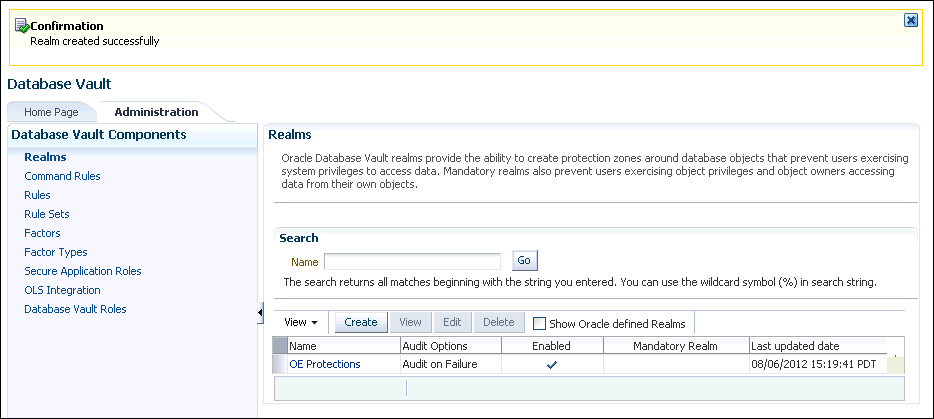 Confirmation
Realm created successfully
Database Vault
Home Page
Administration
Database Vault Components
Realms
Command Rules
Rules
Rule Sets
Factors
Factor Types
Secure Application Roles
OLS Integration
Database Vault Roles
Realms
Oracle Database Vault realms provide the ability to create protection zones around database objects that prevent users exercising
system privileges to access data. Mandatory realms also prevent users exercising object privileges and object owners accessing
data from their own objects.
Search
Name Go
The search returns all matches beginning with the string you entered. You can use the wildcard symbol (%) in search string.
View Create View Edit Delete Show Oracle defined Realms
Name Audit Options Enabled Mandatory Realm Last updated date
OE Protections Audit on Failure 08/06/2012 15:19:41 PDT